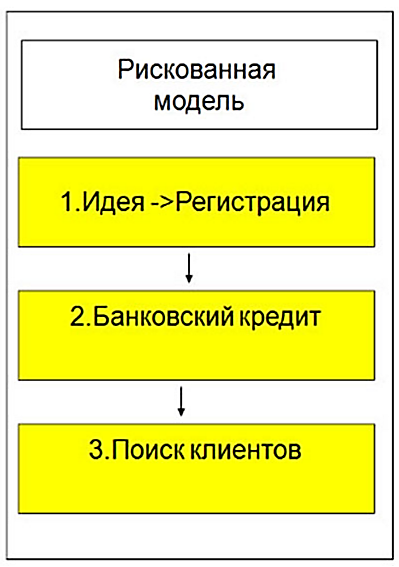 Рискованная
модель
1.Идея ->Регистрация
2.Банковский кредит
3.Поиск клиентов